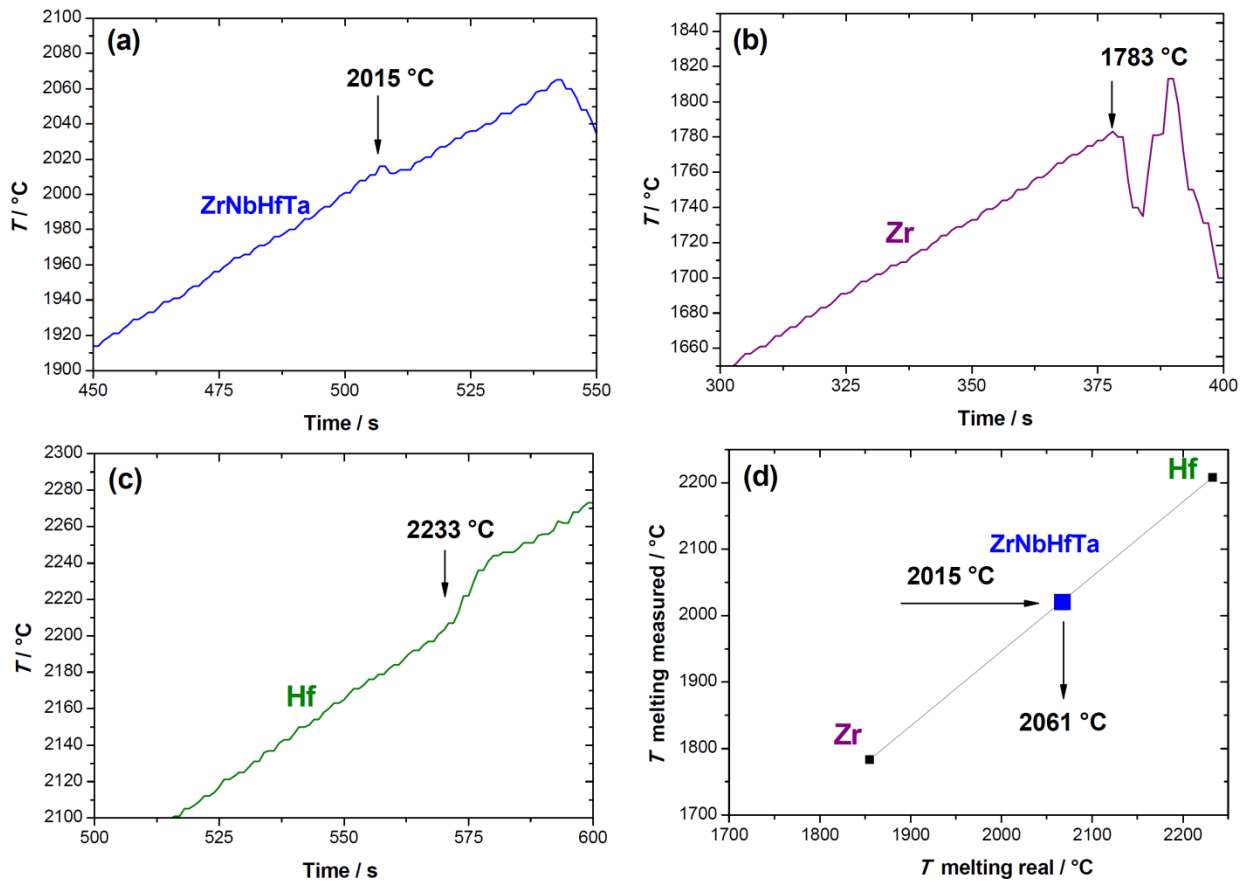 (a)
2015 °C
ZrNbHfTa
T / °C
2100
2080
2060
2040
2020
2000
1980
1960
1940
1920
1900
450
475
500
525
550
Time / s
(b)
1783 °C
Zr
T / °C
1840
1820
1800
1780
1760
1740
1720
1700
1680
1660
300
325
350
375
400
Time / s
(c)
2233 °C
Hf
T / °C
2300
2280
2260
2240
2220
2200
2180
2160
2140
2120
2100
500
525
550
575
600
Time / s
(d)
Hf
ZrNbHfTa
2015 °C
2061 °C
Zr
T melting measured / °C
2200
2100
2000
1900
1800
1700
1700
1800
1900
2000
2100
2200
T melting real / °C